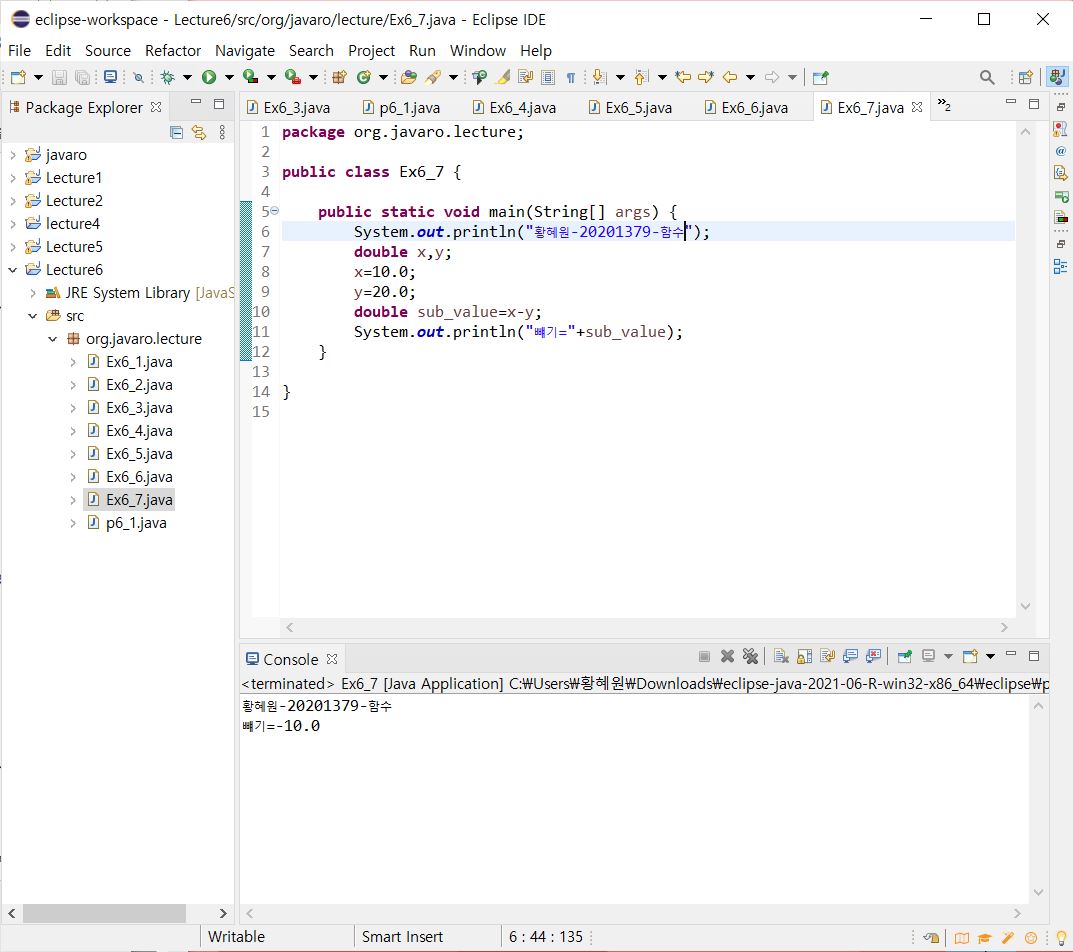 eclipse-workspace - Lecture6/src/org/javaro/lecture/Ex6_7.java - Eclipse IDE
File Edit Source Refactor Navigate Search Project Run Window Help
Package Explorer
javaro
Lecture1
Lecture2
lecture4
Lecture5
Lecture6
JRE System Library [JavaS
src
org.javaro.lecture
Ex6_1.java
Ex6_2.java
Ex6_3.java
Ex6_4.java
Ex6_5.java
Ex6_6.java
Ex6_7.java
p6_1.java
Ex6_3.java p6_1.java Ex6_4.java Ex6_5.java Ex6_6.java Ex6_7.java »2
1 package org.javaro.lecture;
2
3 public class Ex6_7 {
4
5 public static void main(String[] args) {
6 System.out.println("황혜원-20201379-함수");
7 double x,y;
8 x=10.0;
9 y=20.0;
10 double sub_value=x-y;
11 System.out.println("뺴기="+sub_value);
12 }
13
14 }
15
Console
<terminated> Ex6_7 [Java Application] C:₩Users₩황혜원₩Downloads₩eclipse-java-2021-06-R-win32-x86_64₩eclipse₩p
황혜원-20201379-함수
뺴기=-10.0
Writable Smart Insert 6 : 44 : 135